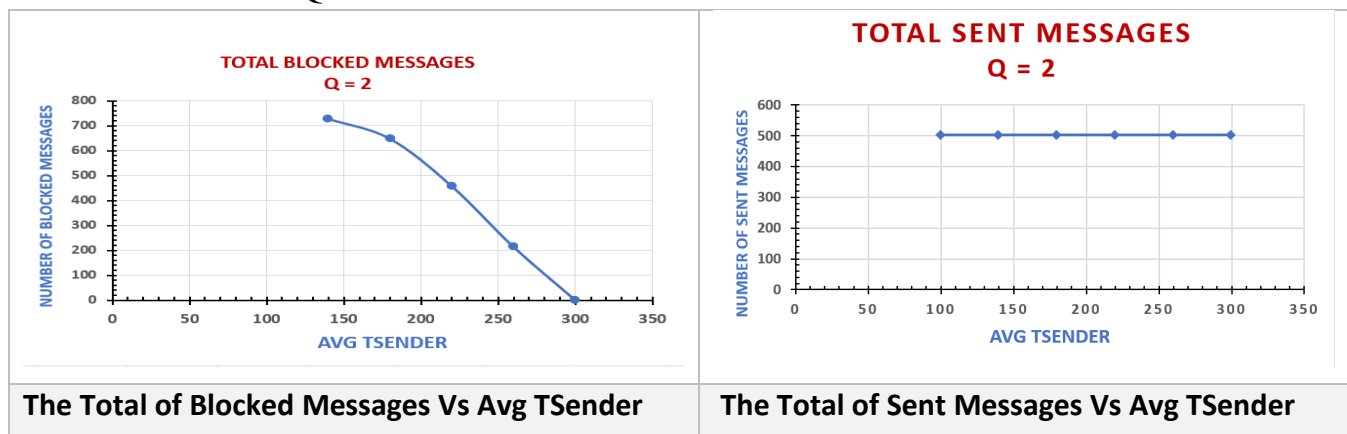 Q
TOTAL BLOCKED MESSAGES
Q = 2
NUMBER OF BLOCKED MESSAGES
800
700
600
500
400
300
200
100
0
0 50 100 150 200 250 300 350
AVG TSENDER
The Total of Blocked Messages Vs Avg TSender
TOTAL SENT MESSAGES
Q = 2
NUMBER OF SENT MESSAGES
600
500
400
300
200
100
0
0 50 100 150 200 250 300 350
AVG TSENDER
The Total of Sent Messages Vs Avg TSender